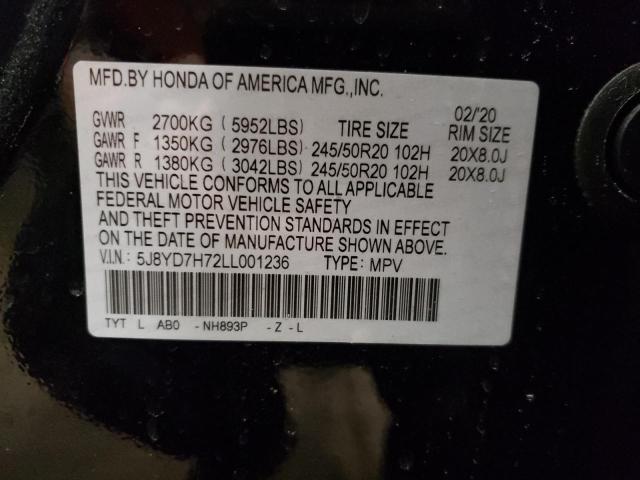 MFD.BY HONDA OF AMERICA MFG.,INC.
02/'20
GVWR 2700KG ( 5952LBS) TIRE SIZE RIM SIZE
GAWR F 1350KG ( 2976LBS) 245/50R20 102H 20X8.0J
GAWR R 1380KG ( 3042LBS) 245/50R20 102H 20X8.0J
THIS VEHICLE CONFORMS TO ALL APPLICABLE
FEDERAL MOTOR VEHICLE SAFETY
AND THEFT PREVENTION STANDARDS IN EFFECT
ON THE DATE OF MANUFACTURE SHOWN ABOVE.
V.I.N.: 5J8YD7H72LL001236 TYPE: MPV
TYT L AB0 - NH893P - Z - L